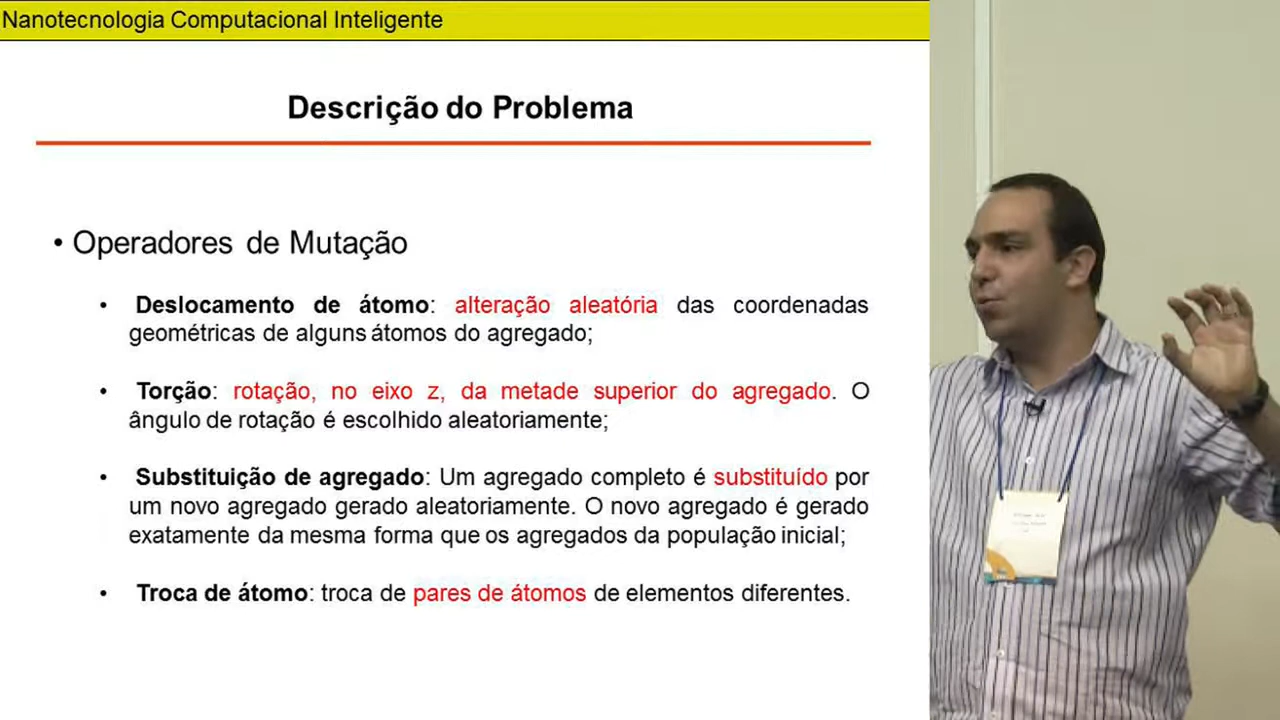 Nanotecnologia Computacional Inteligente
Descrição do Problema
• Operadores de Mutação
• Deslocamento de átomo: alteração aleatória das coordenadas
geométricas de alguns átomos do agregado;
• Torção: rotação, no eixo z, da metade superior do agregado. O
ângulo de rotação é escolhido aleatoriamente;
• Substituição de agregado: Um agregado completo é substituído por
um novo agregado gerado aleatoriamente. O novo agregado é gerado
exatamente da mesma forma que os agregados da população inicial;
• Troca de átomo: troca de pares de átomos de elementos diferentes.